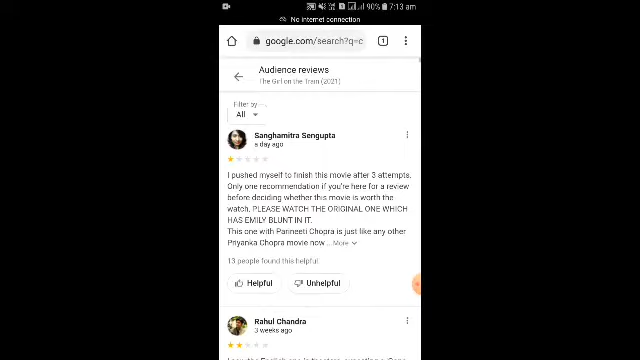 90% 7:13 am
No internet connection
google.com/search?q=c
1
Audience reviews
The Girl on the Train (2021)
Filter by
All
Sanghamitra Sengupta
a day ago
I pushed myself to finish this movie after 3 attempts.
Only one recommendation if you're here for a review
before deciding whether this movie is worth the
watch, PLEASE WATCH THE ORIGINAL ONE WHICH
HAS EMILY BLUNT IN IT.
This one with Parineeti Chopra is just like any other
Priyanka Chopra movie now ...More
13 people found this helpful
Helpful
Unhelpful
Rahul Chandra
3 weeks ago